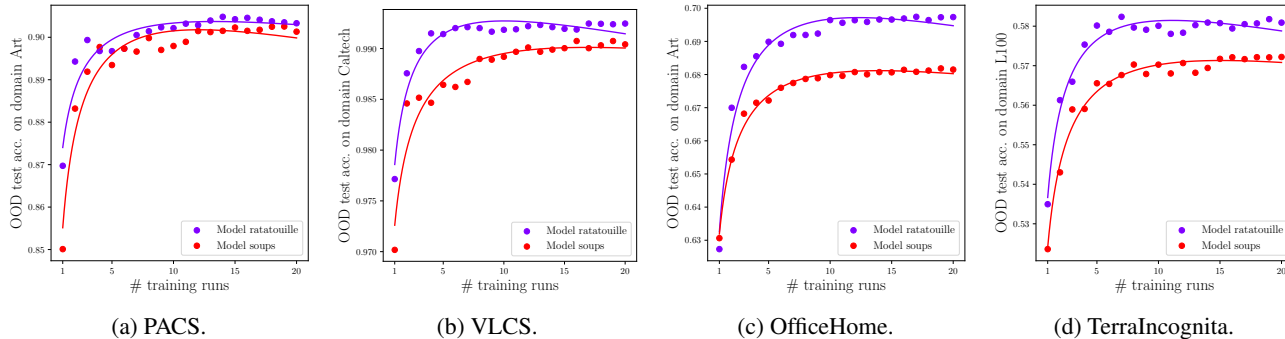 OOD test acc. on domain Art
0.90
0.89
0.88
0.87
0.86
0.85
1
5
10
15
20
# training runs
Model ratatouille
Model soups
(a) PACS.
OOD test acc. on domain Caltech
0.990
0.985
0.980
0.975
0.970
1
5
10
15
20
# training runs
Model ratatouille
Model soups
(b) VLCS.
OOD test acc. on domain Art
0.70
0.69
0.68
0.67
0.66
0.65
0.64
0.63
1
5
10
15
20
# training runs
Model ratatouille
Model soups
(c) OfficeHome.
OOD test acc. on domain L100
0.58
0.57
0.56
0.55
0.54
0.53
1
5
10
15
20
# training runs
Model ratatouille
Model soups
(d) TerraIncognita.